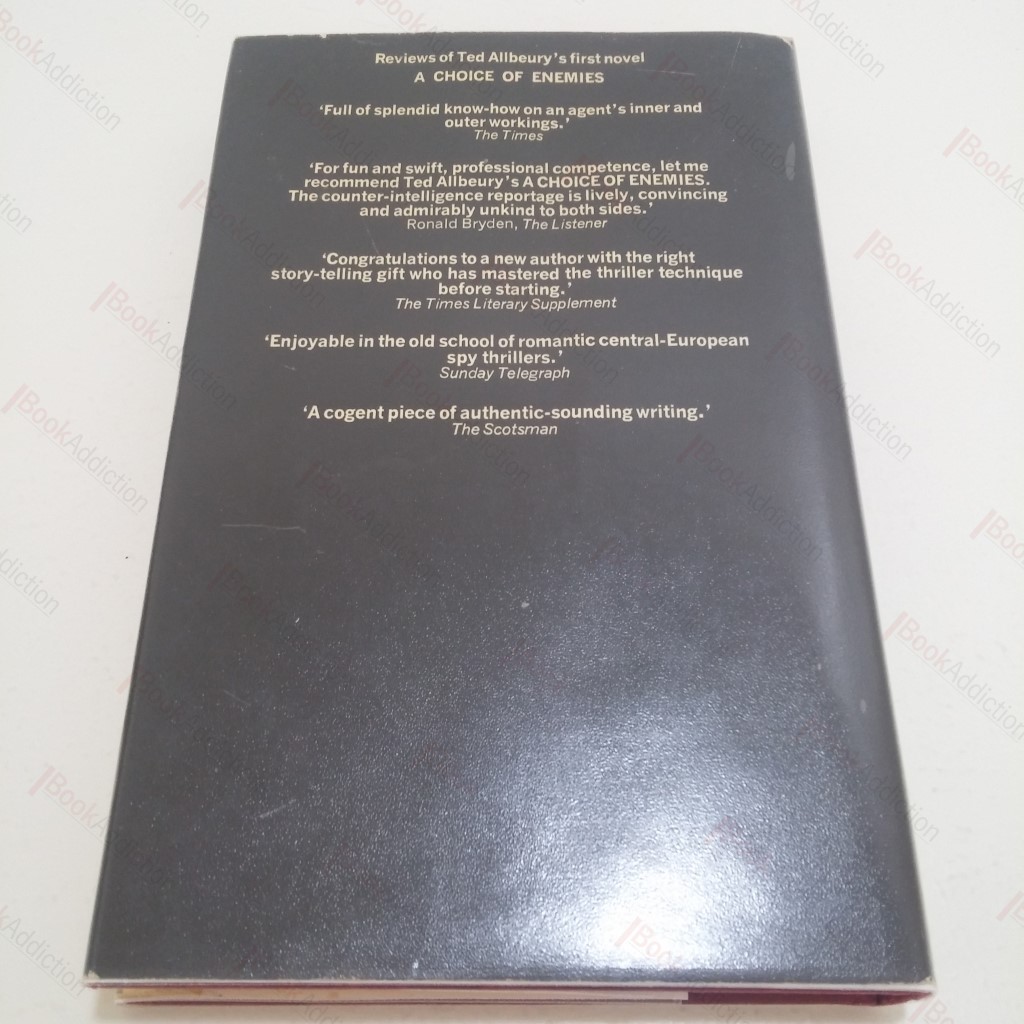 Reviews of Ted Allbeury's first novel
A CHOICE OF ENEMIES
'Full of splendid know-how on an agent's inner and
outer workings.'
The Times
'For fun and swift, professional competence, let me
recommend Ted Allbeury's A CHOICE OF ENEMIES.
The counter-intelligence reportage is lively, convincing
and admirably unkind to both sides.'
Ronald Bryden, The Listener
'Congratulations to a new author with the right
story-telling gift who has mastered the thriller technique
before starting.'
The Times Literary Supplement
'Enjoyable in the old school of romantic central-European
spy thrillers.'
Sunday Telegraph
'A cogent piece of authentic-sounding writing.'
The Scotsman
BookAddiction